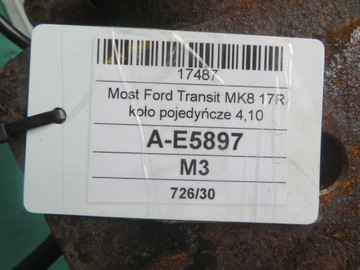 17487
Most Ford Transit MK8 17R
koło pojedyńcze 4,10
A-E5897
M3
726/30